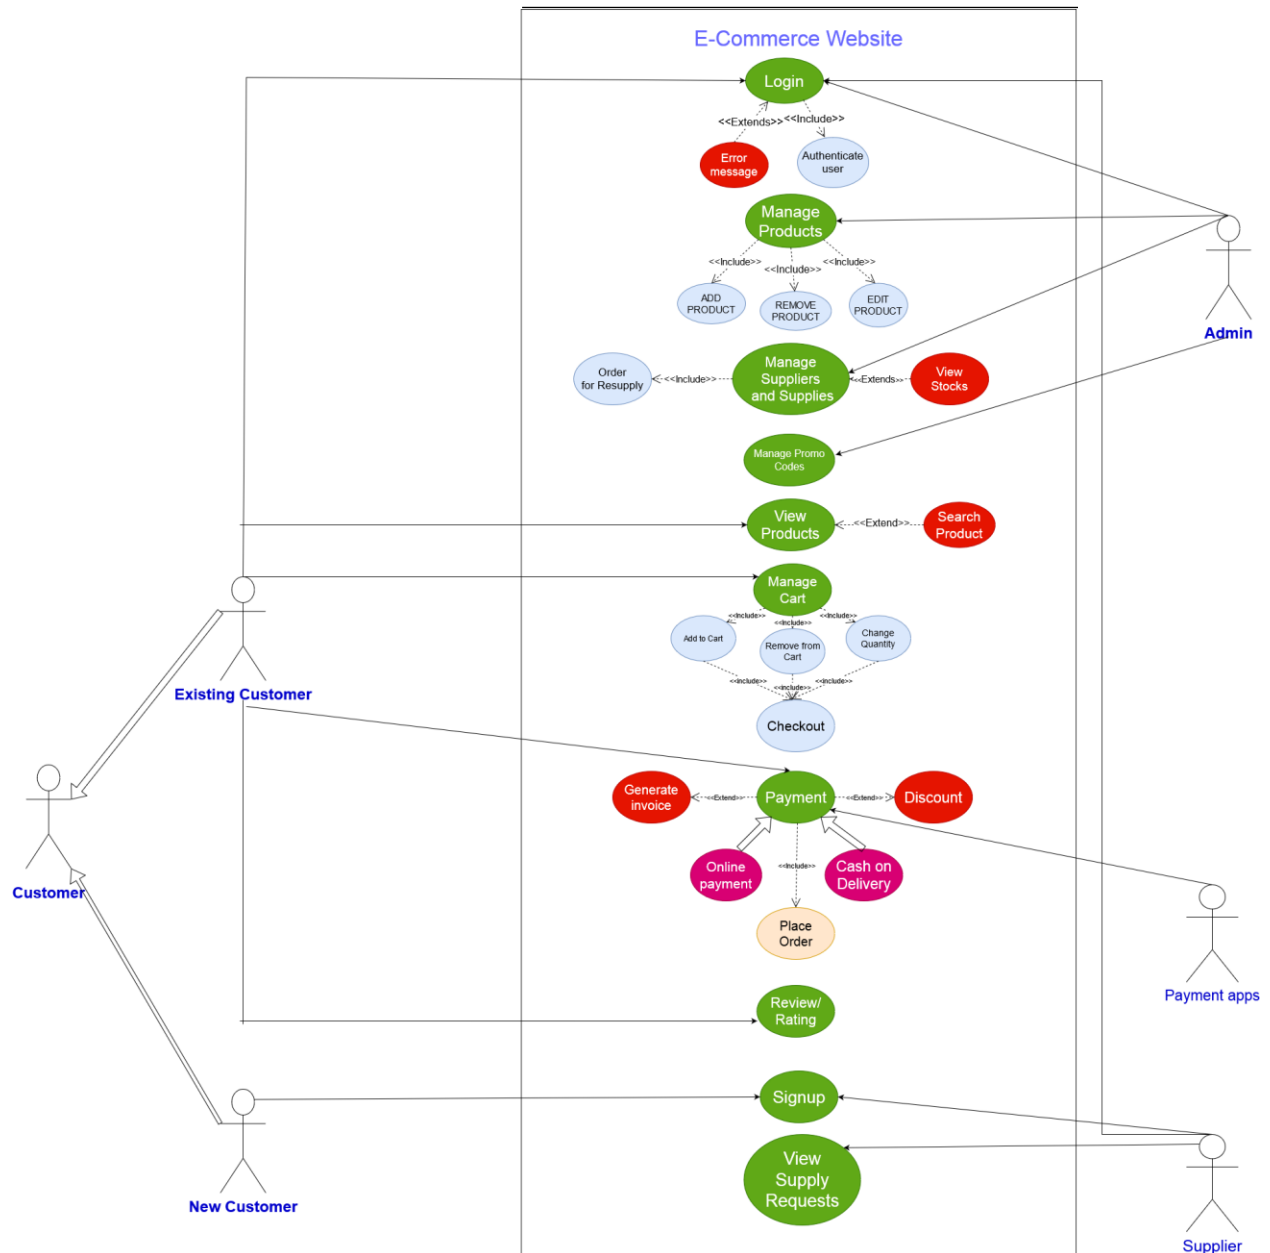 E-Commerce Website
Login
<<Extends>>
<<Include>>
Error
message
Authenticate
user
Manage
Products
<<Include>>
<<Include>>
<<Include>>
ADD
PRODUCT
REMOVE
PRODUCT
EDIT
PRODUCT
Admin
Order
for Resupply
<<Include>>
Manage
Suppliers
and Supplies
<<Extends>>
View
Stocks
Manage Promo
Codes
View
Products
<<Extend>>
Search
Product
Manage
Cart
<<Include>>
<<Include>>
<<Include>>
Add to Cart
Remove from
Cart
Change
Quantity
<<Include>>
<<Include>>
<<Include>>
Checkout
Existing Customer
Customer
Generate
invoice
<<Extend>>
Payment
<<Extend>>
Discount
Online
payment
<<Include>>
Cash on
Delivery
Place
Order
Payment apps
Review/
Rating
Signup
New Customer
View
Supply
Requests
Supplier